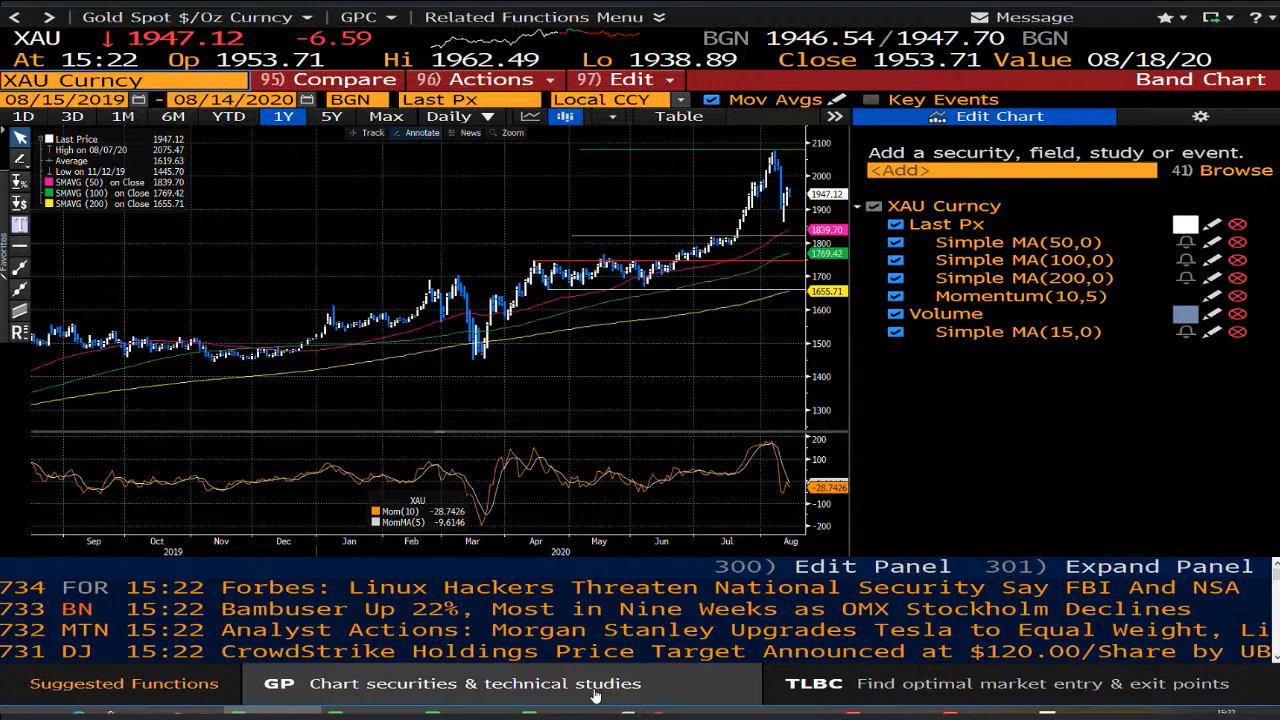 Gold Spot $/Oz Curncy GPC Related Functions Menu Message
XAU 1947.12 -6.59 BGN 1946.54/1947.70 BGN
At 15:22 Op 1953.71 Hi 1962.49 Lo 1938.89 Close 1953.71 Value 08/18/20
XAU Curncy 95) Compare 96) Actions 97) Edit Band Chart
08/15/2019 - 08/14/2020 BGN Last Px Local CCY Mov Avgs Key Events
1D 3D 1M 6M YTD 1Y 5Y Max Daily Table Edit Chart
Track Annotate News Zoom
Last Price 1947.12
High on 08/07/20 2075.47
Average 1619.63
Low on 11/12/19 1445.70
SMAVG (50) on Close 1839.70
SMAVG (100) on Close 1769.42
SMAVG (200) on Close 1655.71
Favorites
2100
2000
1947.12
1900
1839.70
1800
1769.42
1700
1655.71
1600
1500
1400
1300
200
100
-28.7426
-100
-200
XAU
Mom(10) -28.7426
MomMA(5) -9.6146
Sep Oct Nov Dec Jan Feb Mar Apr May Jun Jul Aug
2019 2020
Add a security, field, study or event.
<Add> 41) Browse
XAU Curncy
Last Px
Simple MA(50,0)
Simple MA(100,0)
Simple MA(200,0)
Momentum(10,5)
Volume
Simple MA(15,0)
300) Edit Panel 301) Expand Panel
734 FOR 15:22 Forbes: Linux Hackers Threaten National Security Say FBI And NSA
733 BN 15:22 Bambuser Up 22%, Most in Nine Weeks as OMX Stockholm Declines
732 MTN 15:22 Analyst Actions: Morgan Stanley Upgrades Tesla to Equal Weight, Li
731 DJ 15:22 CrowdStrike Holdings Price Target Announced at $120.00/Share by UB
Suggested Functions GP Chart securities & technical studies TLBC Find optimal market entry & exit points
15:22